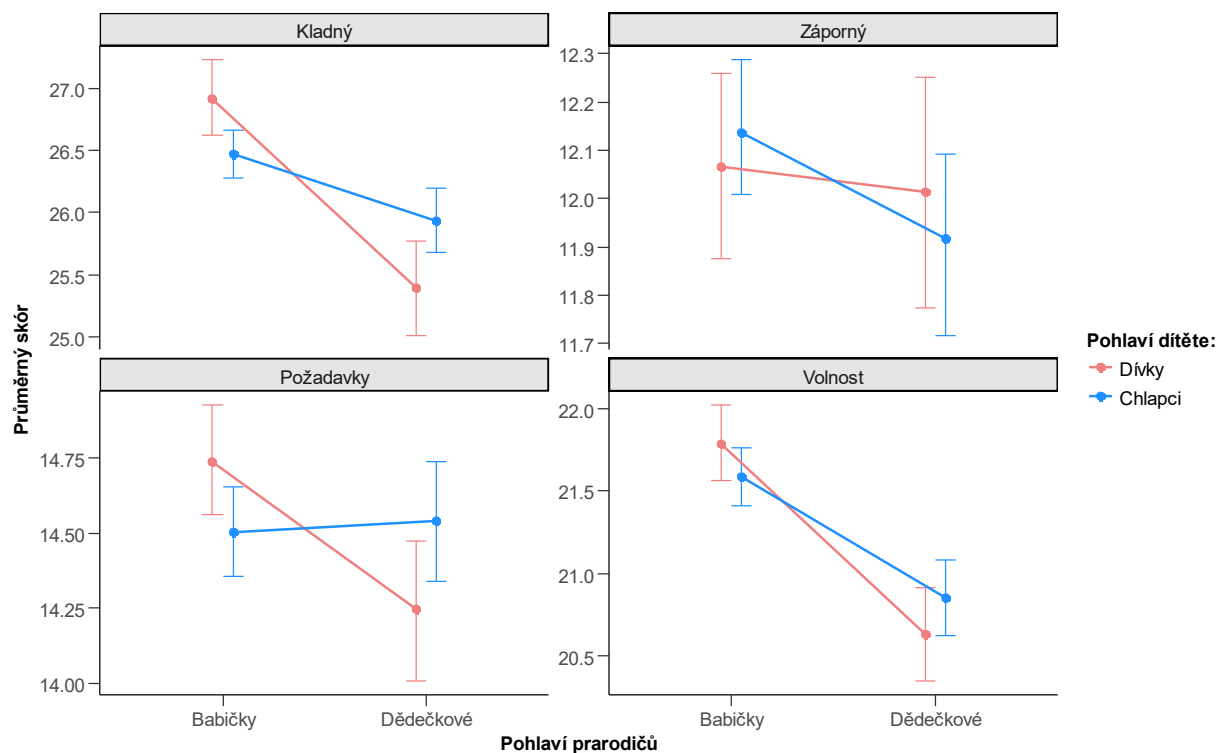 Kladný
Záporný
27.0
26.5
26.0
25.5
25.0
12.3
12.2
12.1
12.0
11.9
11.8
11.7
Průměrný skór
Požadavky
Volnost
14.75
14.50
14.25
14.00
22.0
21.5
21.0
20.5
Babičky
Dědečkové
Babičky
Dědečkové
Pohlaví prarodičů
Pohlaví dítěte:
Dívky
Chlapci